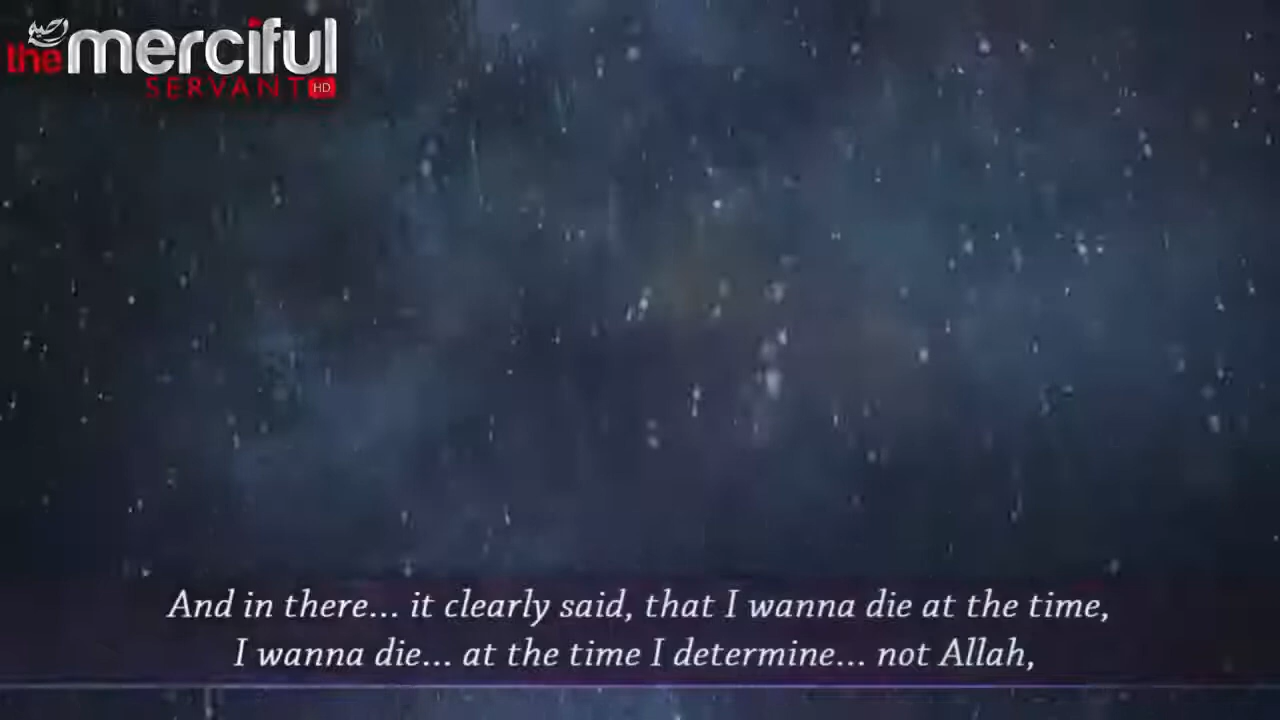 the merciful
SERVANT HD
And in there... it clearly said, that I wanna die at the time,
I wanna die... at the time I determine... not Allah,